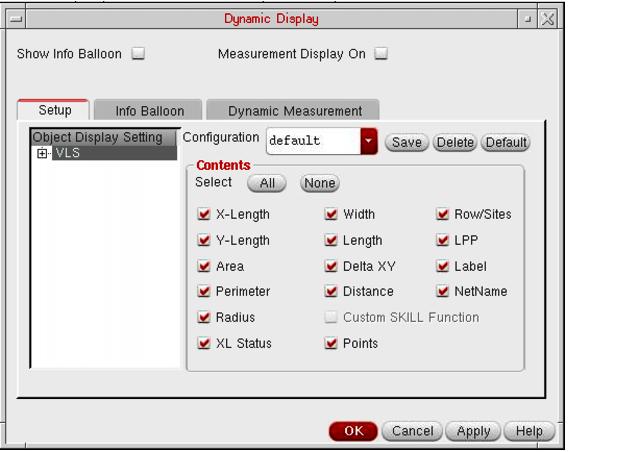 Dynamic Display
Show Info Balloon Measurement Display On
Setup Info Balloon Dynamic Measurement
Object Display Setting Configuration default Save Delete Default
VLS
Contents
Select All None
X-Length Width Row/Sites
Y-Length Length LPP
Area Delta XY Label
Perimeter Distance NetName
Radius Custom SKILL Function
XL Status Points
OK Cancel Apply Help